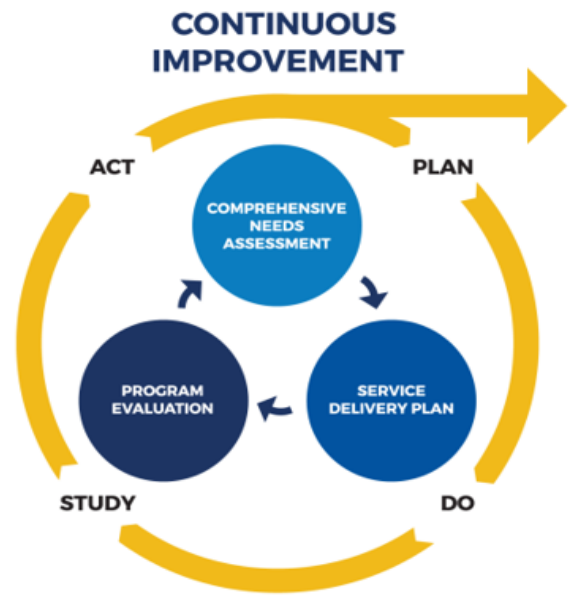 CONTINUOUS
IMPROVEMENT
ACT
PLAN
COMPREHENSIVE
NEEDS
ASSESSMENT
PROGRAM
EVALUATION
SERVICE
DELIVERY PLAN
STUDY
DO